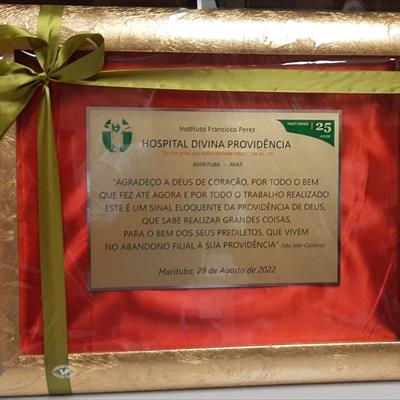 Instituto Francisco Perez
25
anos
HOSPITAL DIVINA PROVIDÊNCIA
MARITUBA - PARÁ
"AGRADEÇO A DEUS DE CORAÇÃO, POR TODO O BEM
QUE FEZ ATÉ AGORA E POR TODO O TRABALHO REALIZADO
ESTE É UM SINAL ELOQUENTE DA PROVIDÊNCIA DE DEUS,
QUE SABE REALIZAR GRANDES COISAS,
PARA O BEM DOS SEUS PREDILETOS, QUE VIVEM
NO ABANDONO FILIAL À SUA PROVIDÊNCIA" (São João Calábria)
Marituba, 29 de Agosto de 2022